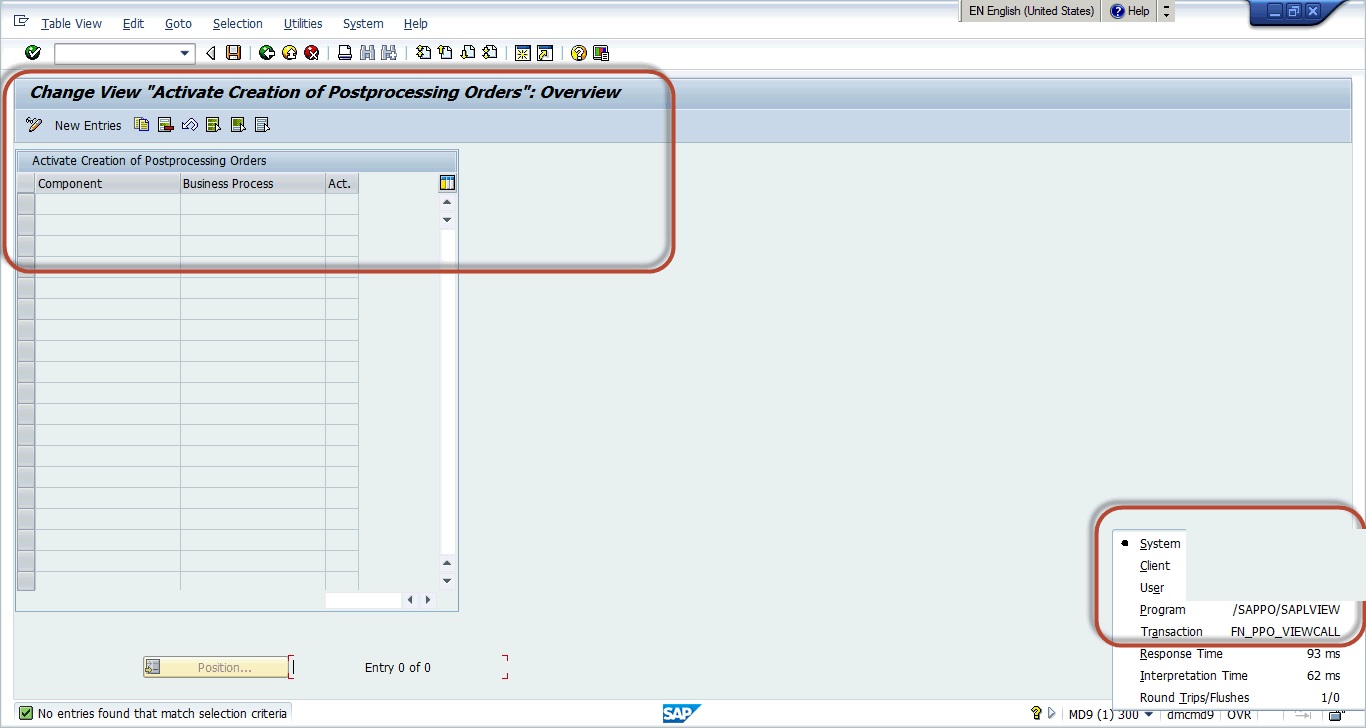 EN English (United States) Help
Table View Edit Goto Selection Utilities System Help
Change View "Activate Creation of Postprocessing Orders": Overview
New Entries
Activate Creation of Postprocessing Orders
Component Business Process Act.
System
Client
User
Program /SAPPO/SAPLVIEW
Transaction FN_PPO_VIEWCALL
Response Time 93 ms
Interpretation Time 62 ms
Round Trips/Flushes 1/0
Position... Entry 0 of 0
No entries found that match selection criteria SAP MD9 (1) 300 dmcmd9 OVR